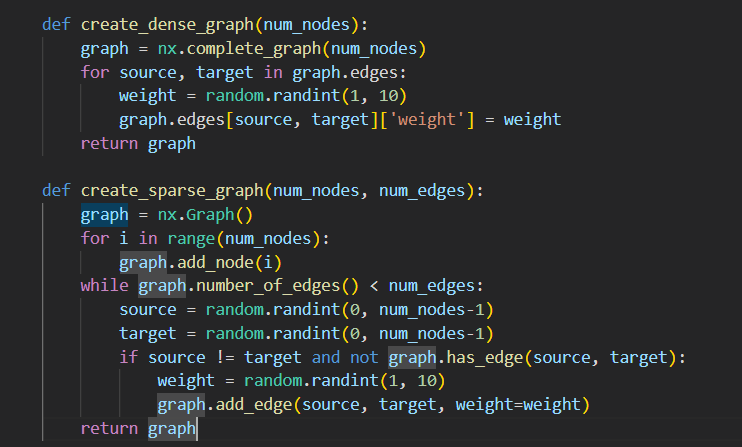 def create_dense_graph(num_nodes):
    graph = nx.complete_graph(num_nodes)
    for source, target in graph.edges:
        weight = random.randint(1, 10)
        graph.edges[source, target]['weight'] = weight
    return graph

def create_sparse_graph(num_nodes, num_edges):
    graph = nx.Graph()
    for i in range(num_nodes):
        graph.add_node(i)
    while graph.number_of_edges() < num_edges:
        source = random.randint(0, num_nodes-1)
        target = random.randint(0, num_nodes-1)
        if source != target and not graph.has_edge(source, target):
            weight = random.randint(1, 10)
            graph.add_edge(source, target, weight=weight)
    return graph